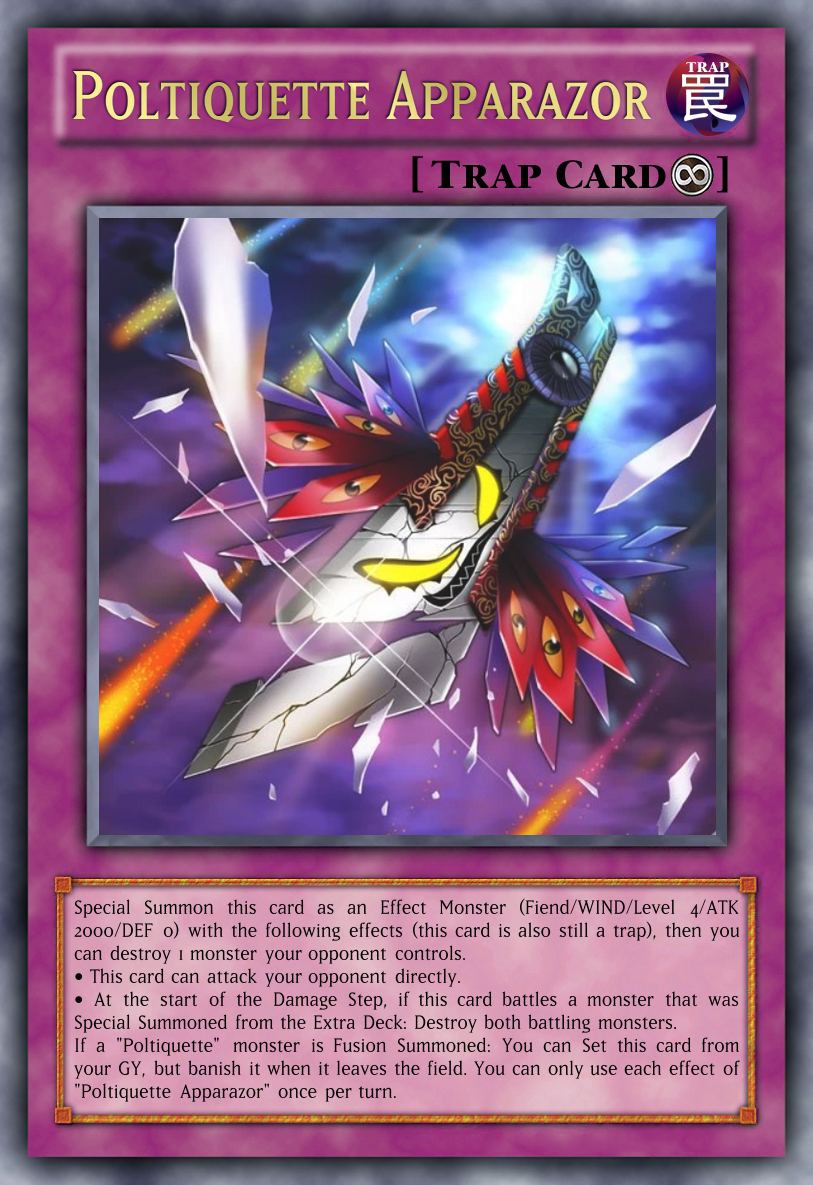 Poltiquette Apparazor
TRAP
罠
[Trap Card∞]
Special Summon this card as an Effect Monster (Fiend/WIND/Level 4/ATK
2000/DEF 0) with the following effects (this card is also still a trap), then you
can destroy 1 monster your opponent controls.
• This card can attack your opponent directly.
• At the start of the Damage Step, if this card battles a monster that was
Special Summoned from the Extra Deck: Destroy both battling monsters.
If a "Poltiquette" monster is Fusion Summoned: You can Set this card from
your GY, but banish it when it leaves the field. You can only use each effect of
"Poltiquette Apparazor" once per turn.